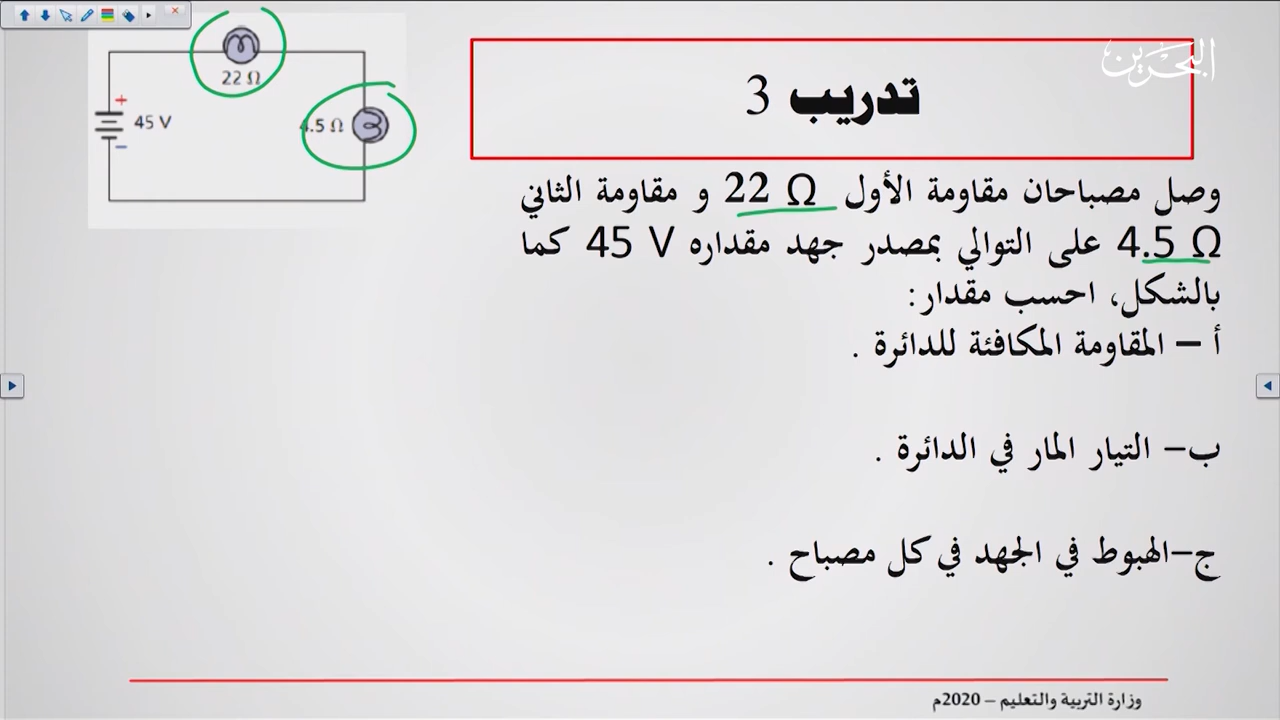 22 Ω
45 V
4.5 Ω
البحرين
تدريب 3
وصل مصباحان مقاومة الأول 22 Ω و مقاومة الثاني
4.5 Ω على التوالي بمصدر جهد مقداره 45 V كما
بالشكل، احسب مقدار:
أ – المقاومة المكافئة للدائرة .
ب– التيار المار في الدائرة .
ج–الهبوط في الجهد في كل مصباح .
وزارة التربية والتعليم – 2020م